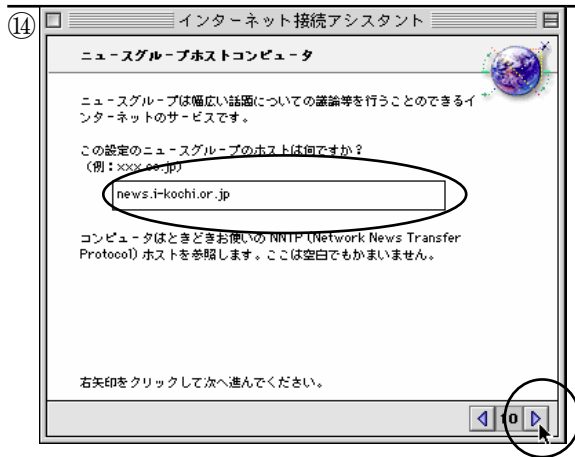 ⑭
インターネット接続アシスタント
ニュースグループホストコンピュータ
ニュースグループは幅広い話題についての議論等を行うことのできるイ
ンターネットのサービスです。
この設定のニュースグループのホストは何ですか？
（例：xxx.co.jp）
news.i-kochi.or.jp
コンピュータはときどきお使いの NNTP (Network News Transfer
Protocol) ホストを参照します。ここは空白でもかまいません。
右矢印をクリックして次へ進んでください。
10